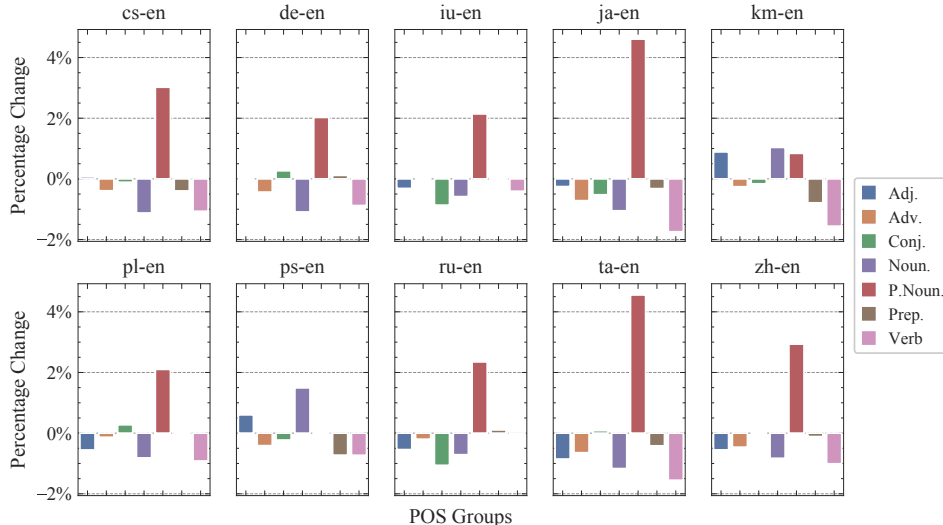 cs-en
de-en
iu-en
ja-en
km-en
Percentage Change
4%
2%
0%
−2%
pl-en
ps-en
ru-en
ta-en
zh-en
Percentage Change
4%
2%
0%
−2%
POS Groups
Adj.
Adv.
Conj.
Noun.
P.Noun.
Prep.
Verb